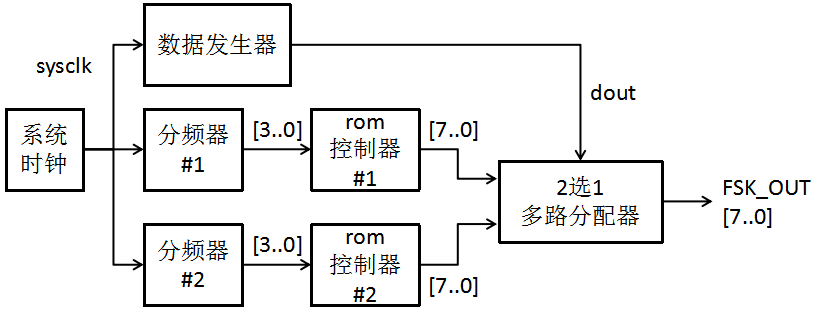 数据发生器
sysclk
dout
系统
时钟
分频器
#1
[3..0]
rom
控制器
#1
[7..0]
2选1
多路分配器
FSK_OUT
[7..0]
分频器
#2
[3..0]
rom
控制器
#2
[7..0]